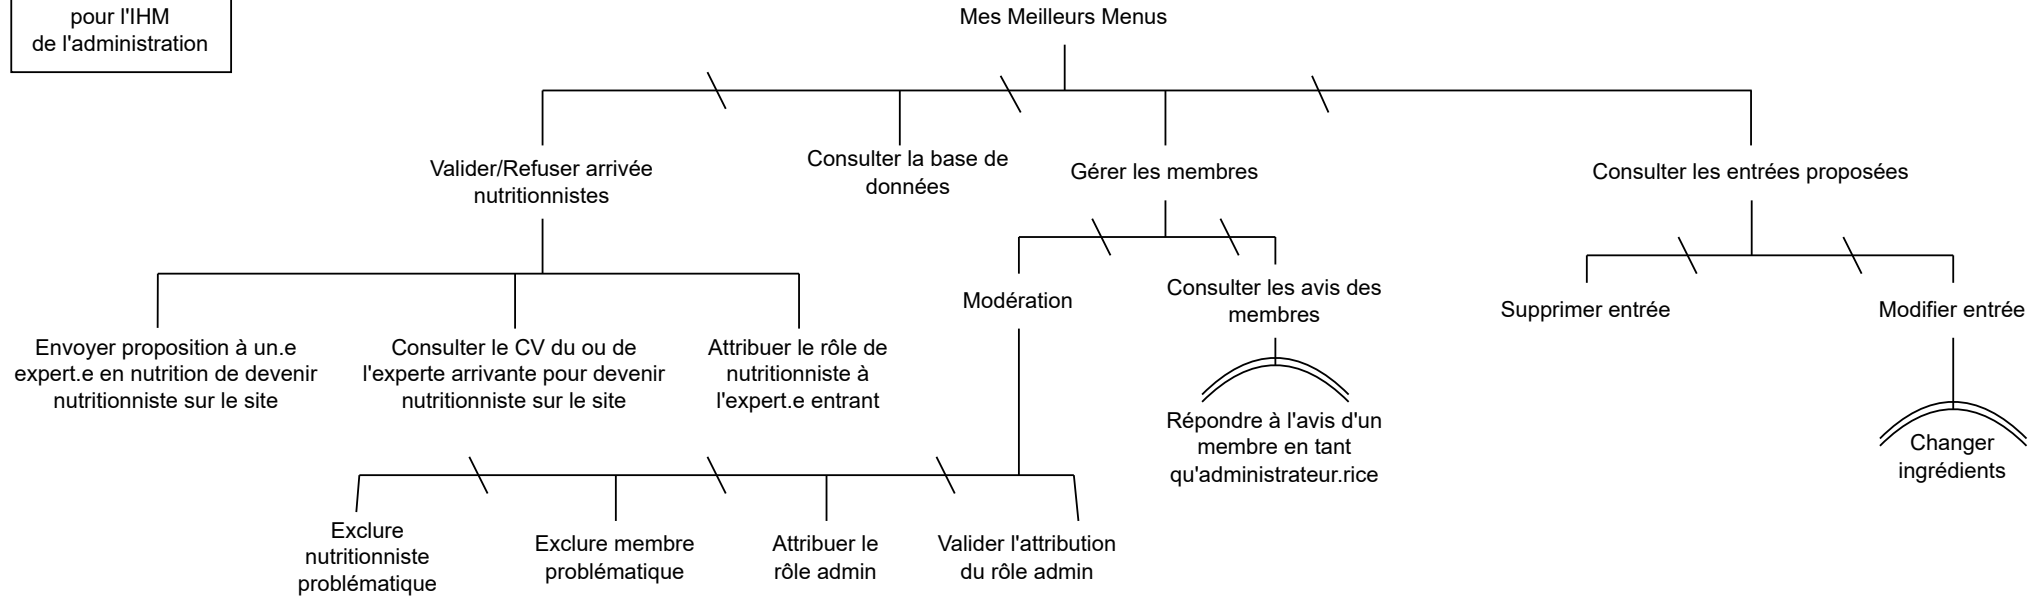 pour l'IHM
de l'administration
Mes Meilleurs Menus
Valider/Refuser arrivée
nutritionnistes
Consulter la base de
données
Gérer les membres
Consulter les entrées proposées
Envoyer proposition à un.e
expert.e en nutrition de devenir
nutritionniste sur le site
Consulter le CV du ou de
l'experte arrivante pour devenir
nutritionniste sur le site
Attribuer le rôle de
nutritionniste à
l'expert.e entrant
Modération
Consulter les avis des
membres
Supprimer entrée
Modifier entrée
Répondre à l'avis d'un
membre en tant
qu'administrateur.rice
Changer
ingrédients
Exclure
nutritionniste
problématique
Exclure membre
problématique
Attribuer le
rôle admin
Valider l'attribution
du rôle admin